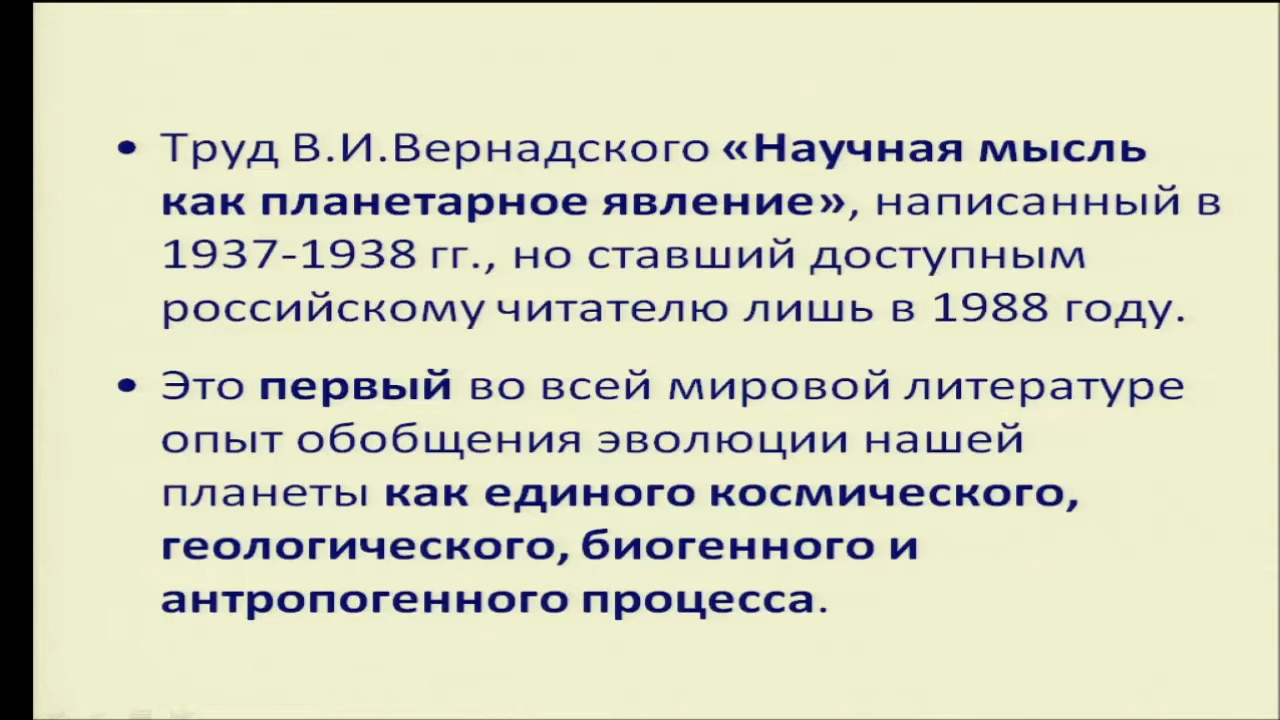 • Труд В.И.Вернадского «Научная мысль
как планетарное явление», написанный в
1937-1938 гг., но ставший доступным
российскому читателю лишь в 1988 году.
• Это первый во всей мировой литературе
опыт обобщения эволюции нашей
планеты как единого космического,
геологического, биогенного и
антропогенного процесса.